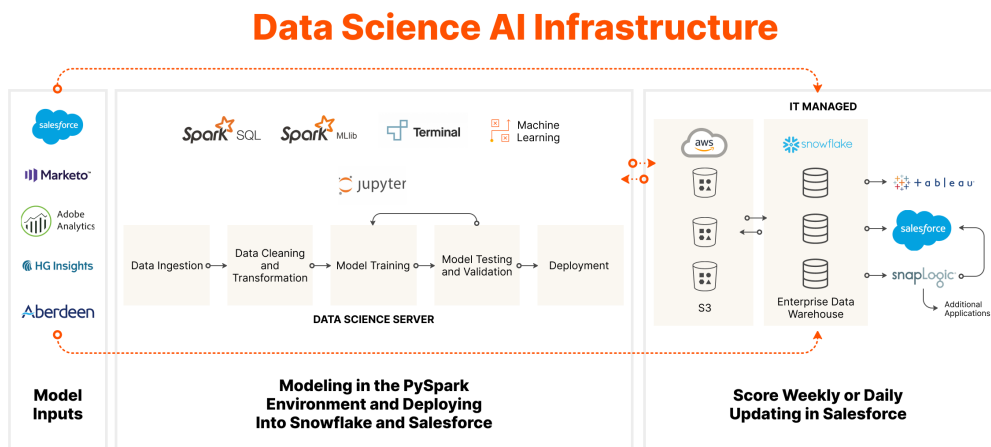 Data Science AI Infrastructure
salesforce
Marketo
Adobe
Analytics
HG Insights
Aberdeen
Model
Inputs
Spark SQL
Spark MLlib
Terminal
Machine
Learning
jupyter
Data Ingestion
Data Cleaning
and
Transformation
Model Training
Model Testing
and Validation
Deployment
DATA SCIENCE SERVER
Modeling in the PySpark
Environment and Deploying
Into Snowflake and Salesforce
IT MANAGED
aws
S3
snowflake
Enterprise Data
Warehouse
tableau
salesforce
snapLogic
Additional
Applications
Score Weekly or Daily
Updating in Salesforce